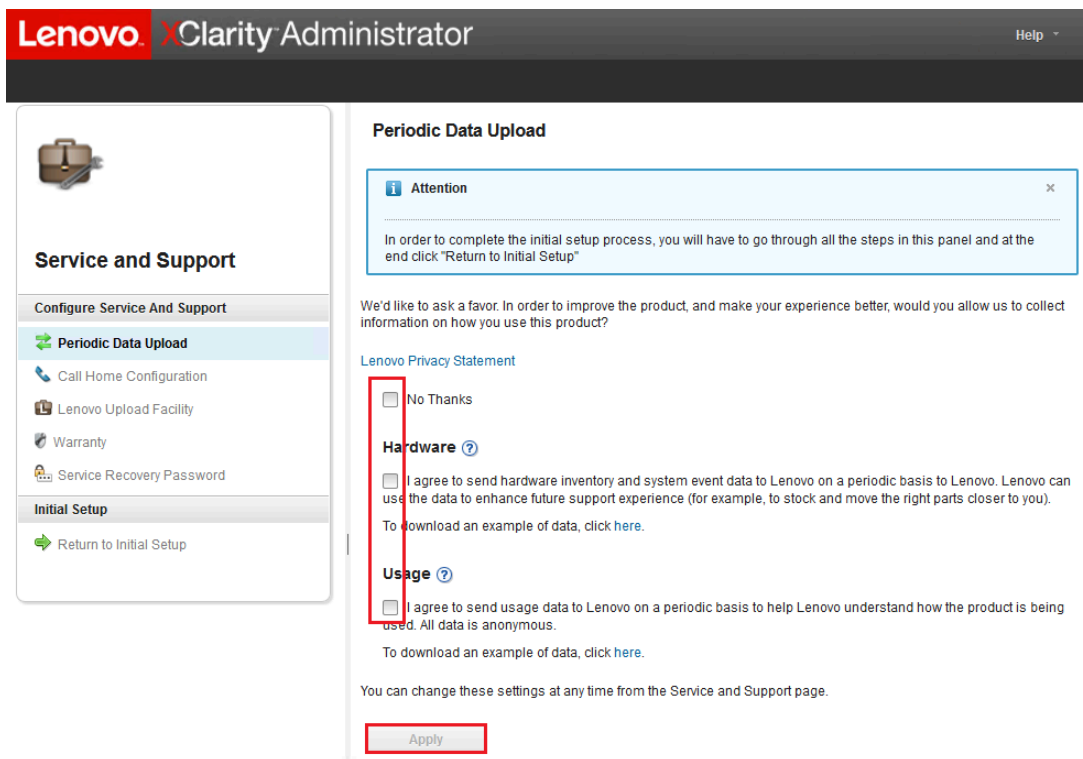 Lenovo. XClarity Administrator
Help
Service and Support
Configure Service And Support
Periodic Data Upload
Call Home Configuration
Lenovo Upload Facility
Warranty
Service Recovery Password
Initial Setup
Return to Initial Setup
Periodic Data Upload
Attention
In order to complete the initial setup process, you will have to go through all the steps in this panel and at the
end click "Return to Initial Setup"
We'd like to ask a favor. In order to improve the product, and make your experience better, would you allow us to collect
information on how you use this product?
Lenovo Privacy Statement
No Thanks
Hardware
I agree to send hardware inventory and system event data to Lenovo on a periodic basis to Lenovo. Lenovo can
use the data to enhance future support experience (for example, to stock and move the right parts closer to you).
To download an example of data, click here.
Usage
I agree to send usage data to Lenovo on a periodic basis to help Lenovo understand how the product is being
used. All data is anonymous.
To download an example of data, click here.
You can change these settings at any time from the Service and Support page.
Apply